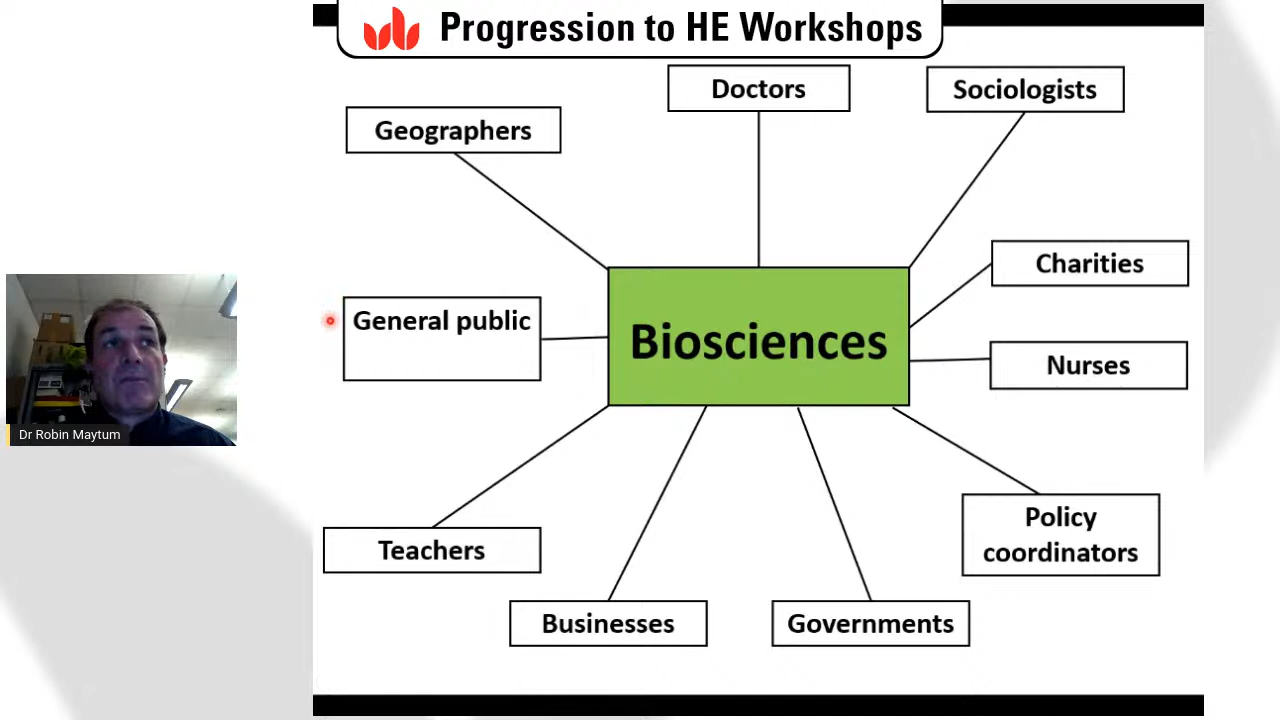 Progression to HE Workshops
Doctors
Sociologists
Geographers
Charities
General public
Biosciences
Nurses
Dr Robin Maytum
Teachers
Policy
coordinators
Businesses
Governments